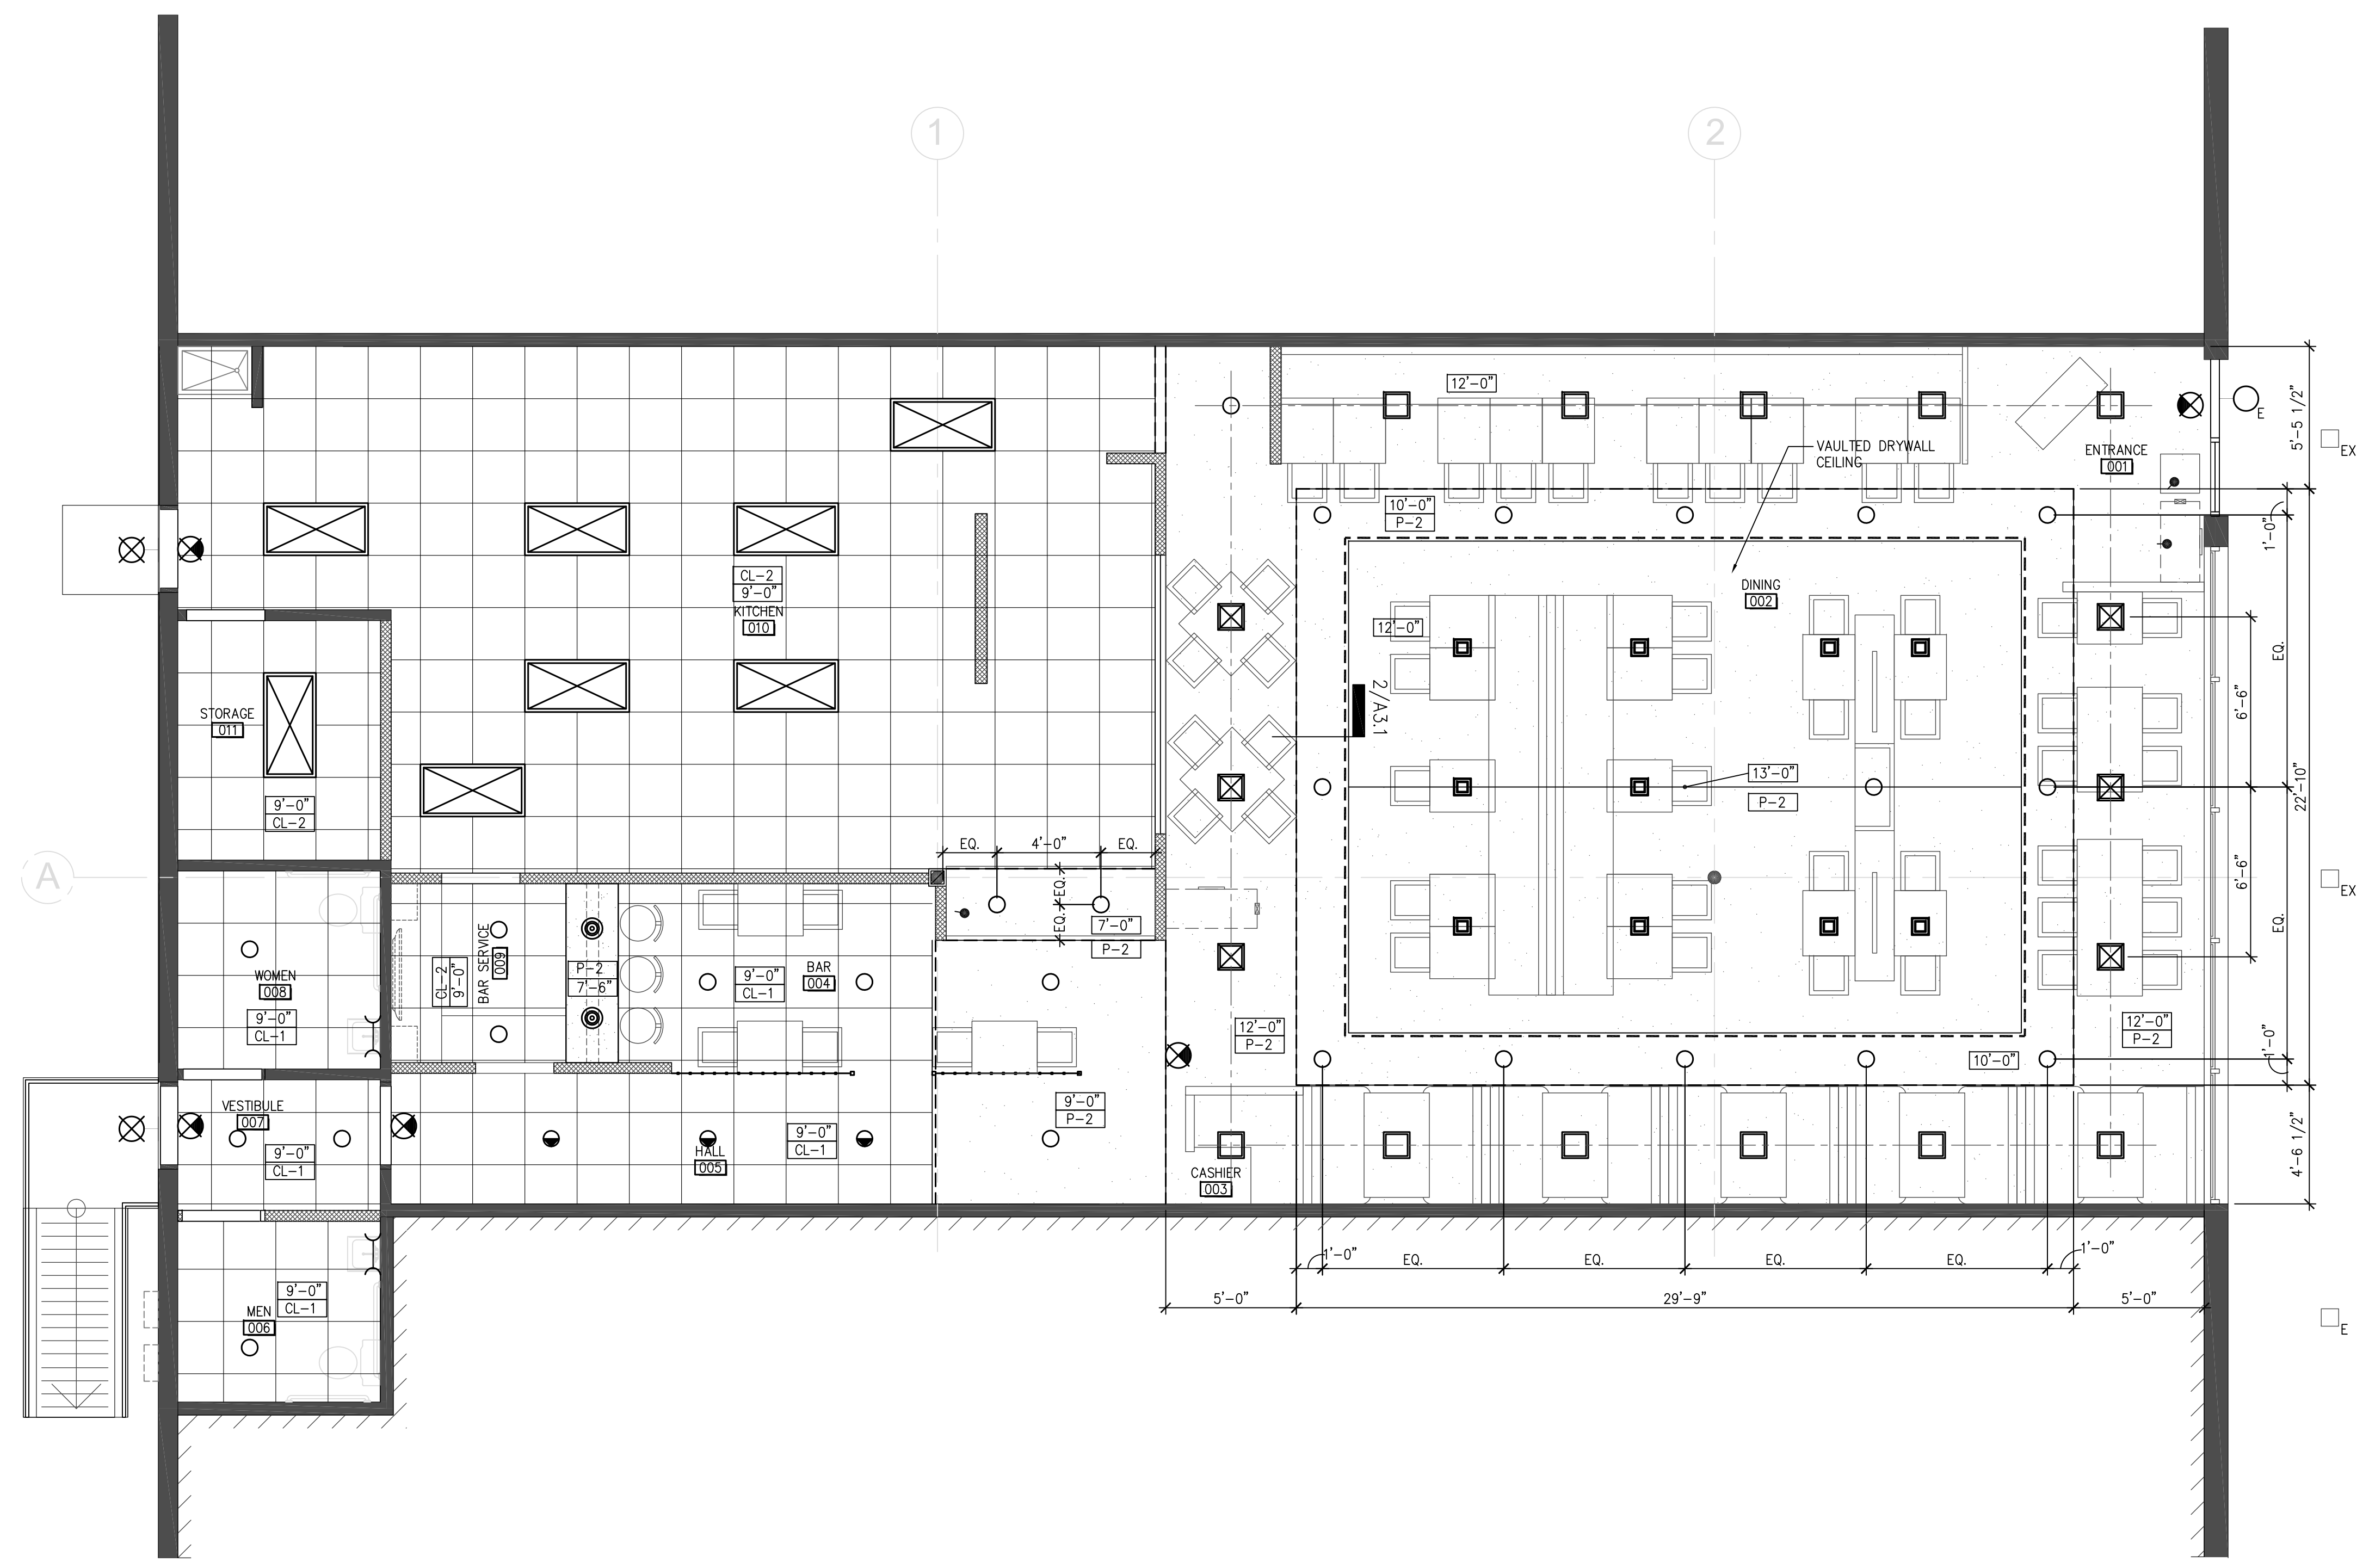 1
2
5'-5 1/2"
12'-0"
E
EX
VAULTED DRYWALL
CEILING
ENTRANCE
001
10'-0"
P-2
1'-0"
CL-2
9'-0"
KITCHEN
010
DINING
002
12'-0"
EQ.
6'-6"
2/A3.1
STORAGE
011
13'-0"
P-2
22'-10"
9'-0"
CL-2
EQ.
4'-0"
EQ.
A
6'-6"
EX
EQ.
EQ.
7'-0"
P-2
EQ.
BAR SERVICE
009
CL-2
9'-0"
P-2
7'-6"
9'-0"
CL-1
BAR
004
WOMEN
008
9'-0"
CL-1
12'-0"
P-2
12'-0"
P-2
10'-0"
1'-0"
VESTIBULE
007
9'-0"
CL-1
9'-0"
P-2
9'-0"
CL-1
HALL
005
CASHIER
003
4'-6 1/2"
1'-0"
EQ.
EQ.
EQ.
EQ.
1'-0"
9'-0"
CL-1
MEN
006
5'-0"
29'-9"
5'-0"
E